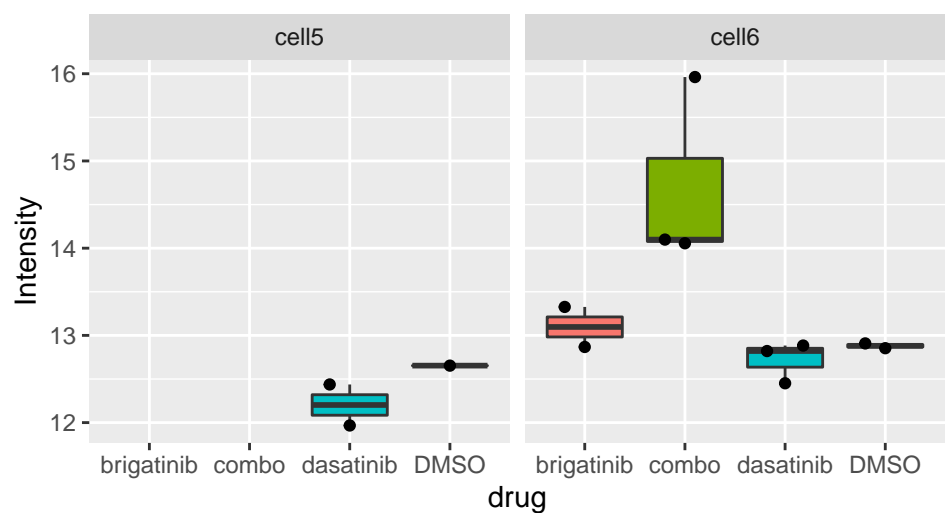 cell5 cell6
16
15
14
13
12
Intensity
brigatinib combo dasatinib DMSO brigatinib combo dasatinib DMSO
drug